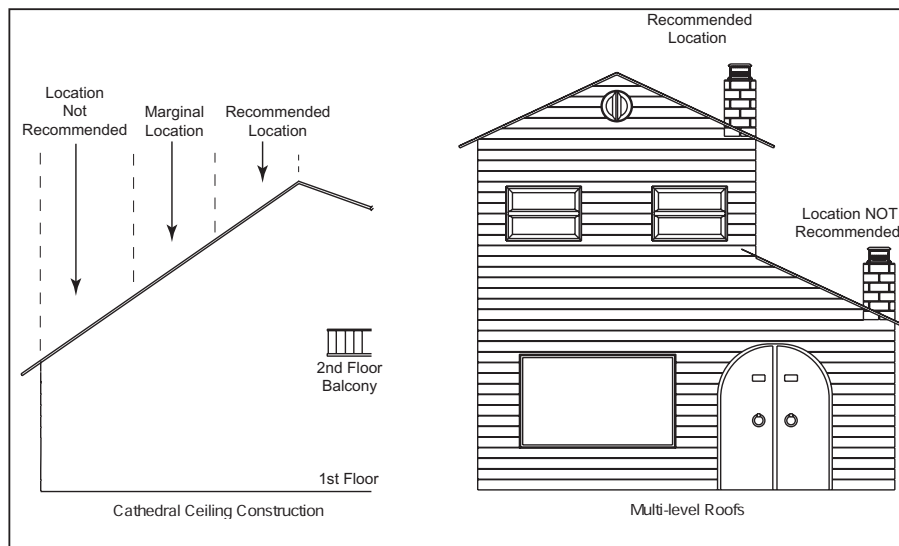 Location
Not
Recommended
Marginal
Location
Recommended
Location
2nd Floor
Balcony
1st Floor
Cathedral Ceiling Construction
Recommended
Location
Location NOT
Recommended
Multi-level Roofs